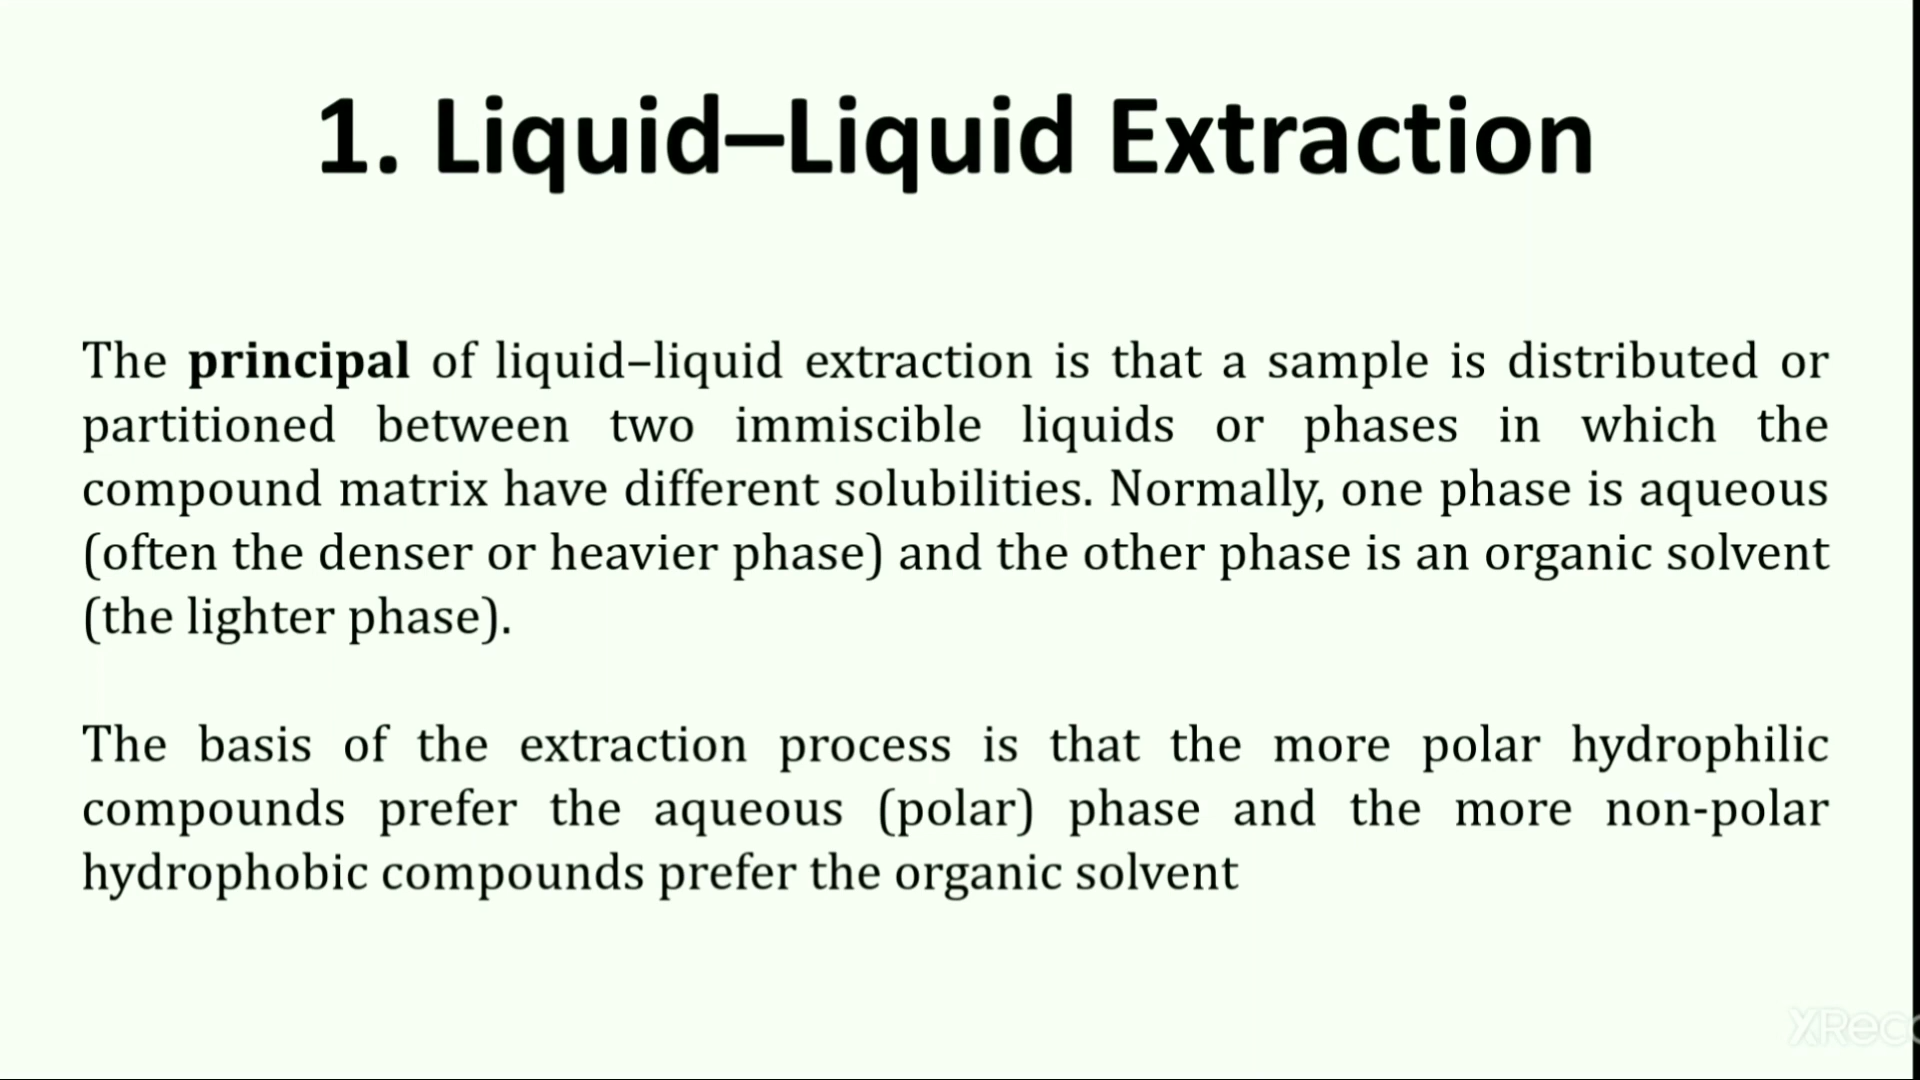 1. Liquid–Liquid Extraction
The principal of liquid–liquid extraction is that a sample is distributed or
partitioned between two immiscible liquids or phases in which the
compound matrix have different solubilities. Normally, one phase is aqueous
(often the denser or heavier phase) and the other phase is an organic solvent
(the lighter phase).
The basis of the extraction process is that the more polar hydrophilic
compounds prefer the aqueous (polar) phase and the more non-polar
hydrophobic compounds prefer the organic solvent